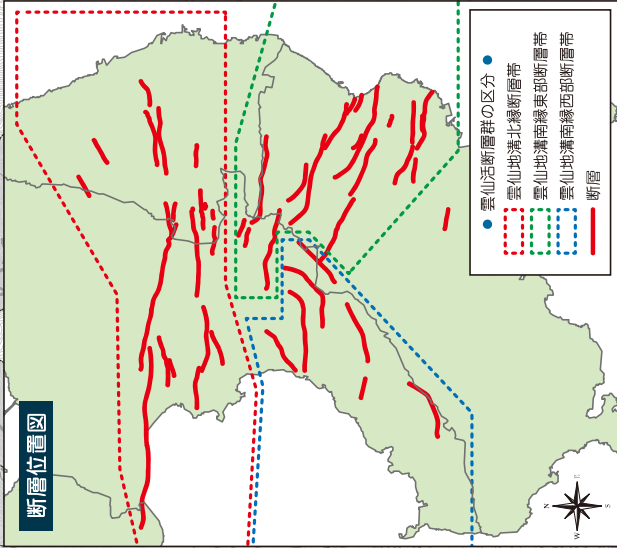 断層位置図
● 雲仙活断層群の区分 ●
雲仙地溝北縁断層帯
雲仙地溝南縁東部断層帯
雲仙地溝南縁西部断層帯
断層
N
W
E
S